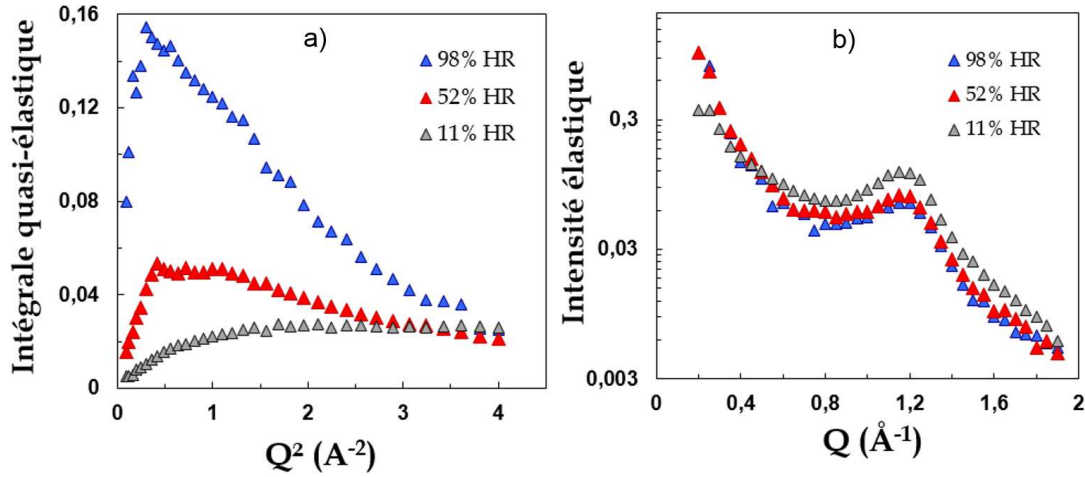 Intégrale quasi-élastique
0,16
0,12
0,08
0,04
0
a)
98% HR
52% HR
11% HR
0 1 2 3 4
Q² (A⁻²)
Intensité élastique
0,3
0,03
0,003
b)
98% HR
52% HR
11% HR
0 0,4 0,8 1,2 1,6 2
Q (Å⁻¹)